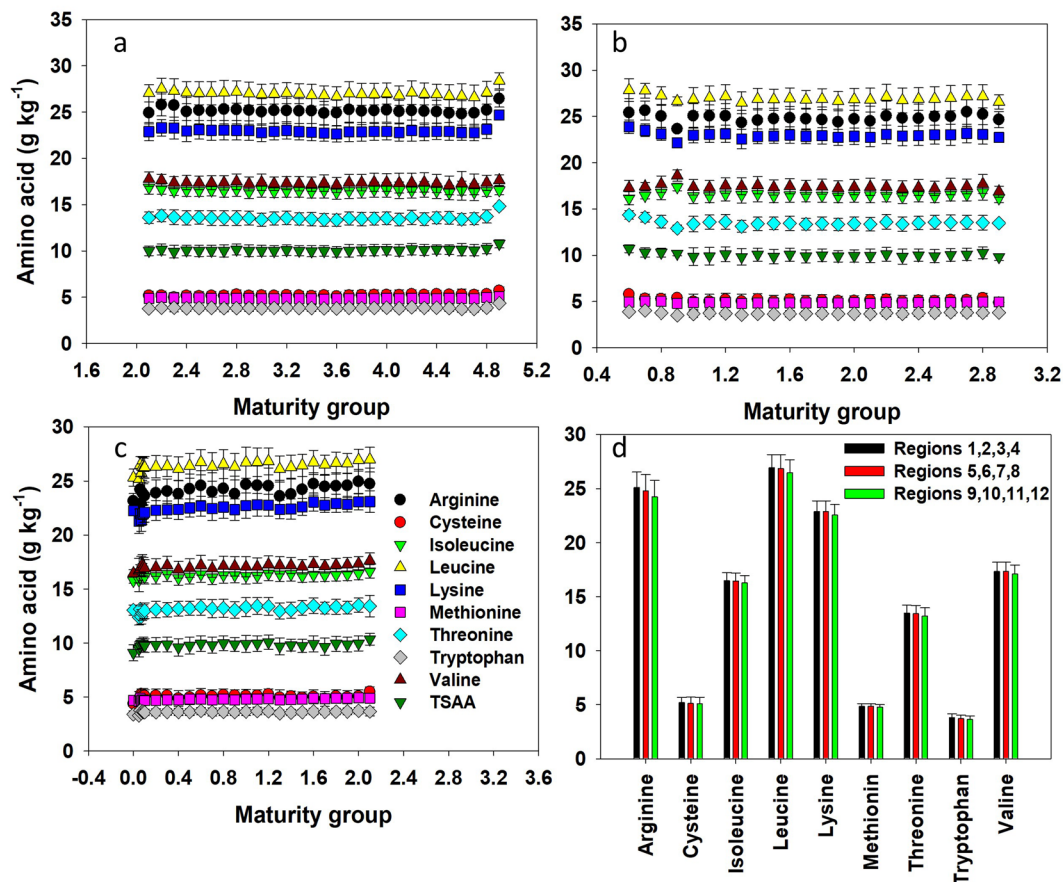 a
Amino acid (g kg-1)
35
30
25
20
15
10
5
0
1.6 2.0 2.4 2.8 3.2 3.6 4.0 4.4 4.8 5.2
Maturity group
b
35
30
25
20
15
10
5
0
0.4 0.8 1.2 1.6 2.0 2.4 2.8 3.2
Maturity group
c
Amino acid (g kg-1)
30
25
20
15
10
5
0
-0.4 0.0 0.4 0.8 1.2 1.6 2.0 2.4 2.8 3.2 3.6
Maturity group
Arginine
Cysteine
Isoleucine
Leucine
Lysine
Methionine
Threonine
Tryptophan
Valine
TSAA
d
30
25
20
15
10
5
0
Regions 1,2,3,4
Regions 5,6,7,8
Regions 9,10,11,12
Arginine
Cysteine
Isoleucine
Leucine
Lysine
Methionin
Threonine
Tryptophan
Valine